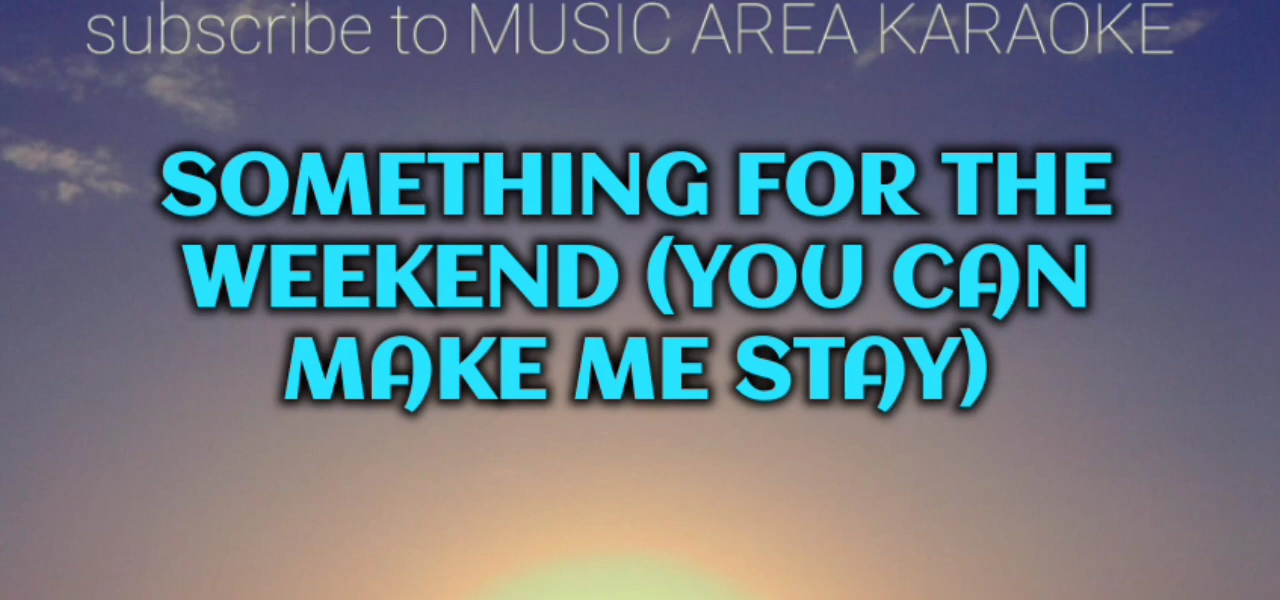 subscribe to MUSIC AREA KARAOKE
SOMETHING FOR THE
WEEKEND (YOU CAN
MAKE ME STAY)